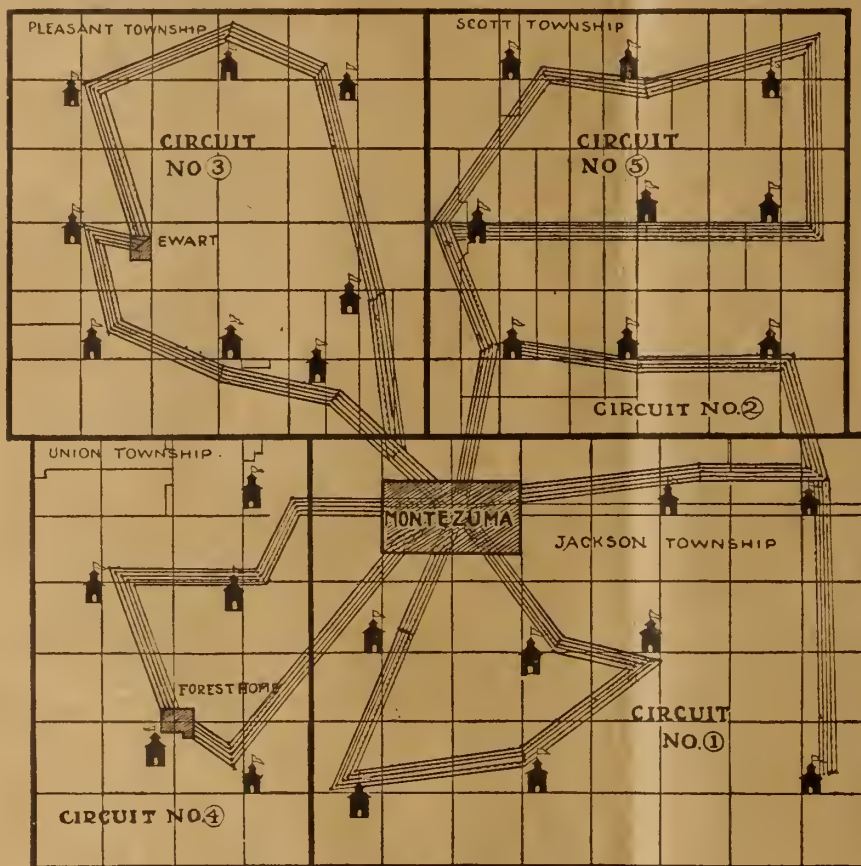 PLEASANT TOWNSHIP
SCOTT TOWNSHIP
CIRCUIT
NO ③
CIRCUIT
NO ⑤
EWART
CIRCUIT NO. ②
UNION TOWNSHIP.
MONTEZUMA
JACKSON TOWNSHIP
FOREST HOME
CIRCUIT
NO. ①
CIRCUIT NO. ④